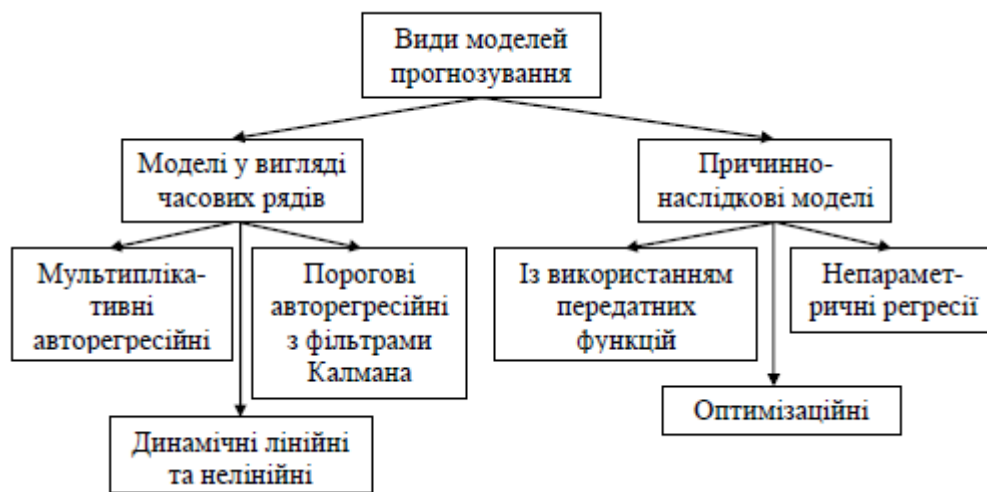 Види моделей
прогнозування
Моделі у вигляді
часових рядів
Причинно-
наслідкові моделі
Мультипліка-
тивні
авторегресійні
Порогові
авторегресійні
з фільтрами
Калмана
Із використанням
передатних
функцій
Непарамет-
ричні регресії
Динамічні лінійні
та нелінійні
Оптимізаційні